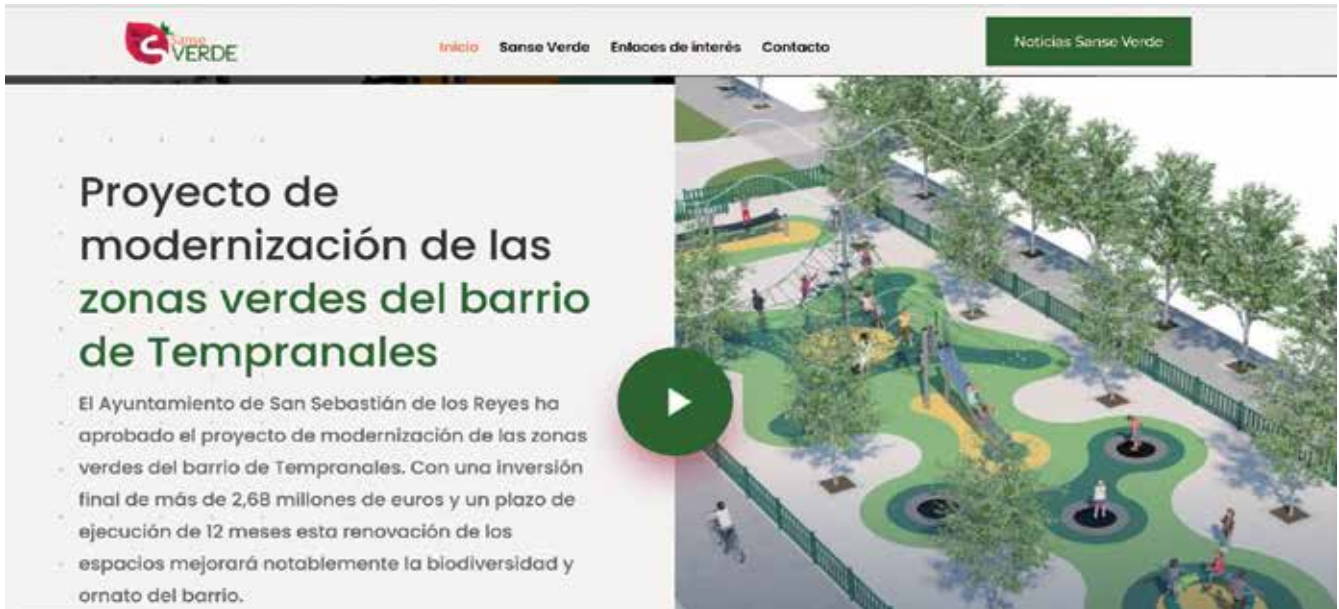 Sanse
VERDE
Inicio Sanse Verde Enlaces de interés Contacto
Noticias Sanse Verde
Proyecto de
modernización de las
zonas verdes del barrio
de Tempranales
El Ayuntamiento de San Sebastián de los Reyes ha
aprobado el proyecto de modernización de las zonas
verdes del barrio de Tempranales. Con una inversión
final de más de 2,68 millones de euros y un plazo de
ejecución de 12 meses esta renovación de los
espacios mejorará notablemente la biodiversidad y
ornato del barrio.